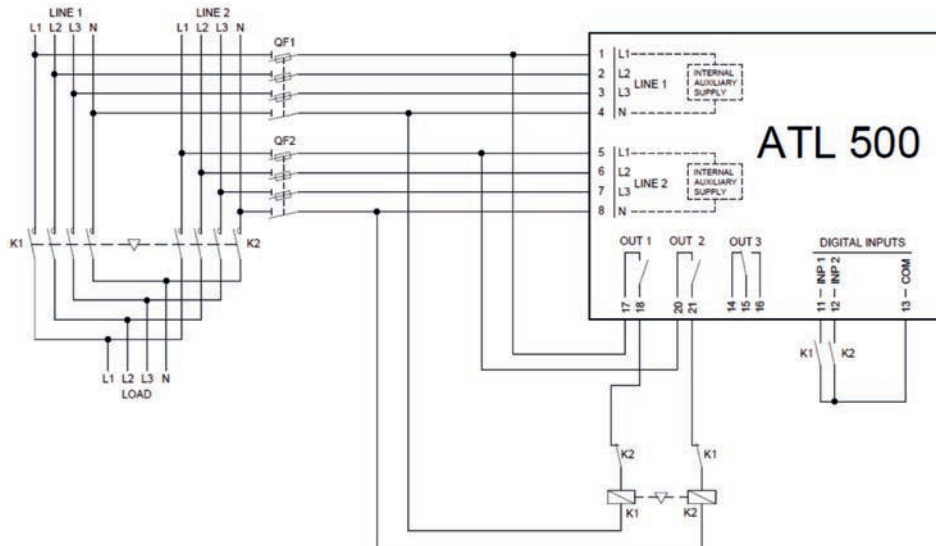 LINE 1 LINE 2
L1 L2 L3 N L1 L2 L3 N
QF1
1 L1
2 L2
3 L3
4 N
LINE 1
INTERNAL
AUXILIARY
SUPPLY
ATL 500
QF2
5 L1
6 L2
7 L3
8 N
LINE 2
INTERNAL
AUXILIARY
SUPPLY
K1 K2
OUT 1 OUT 2 OUT 3 DIGITAL INPUTS
INP 1
INP 2
COM
17 18 20 21 14 15 16 11 12 13
K1 K2
L1 L2 L3 N
LOAD
K2 K1
K1 K2